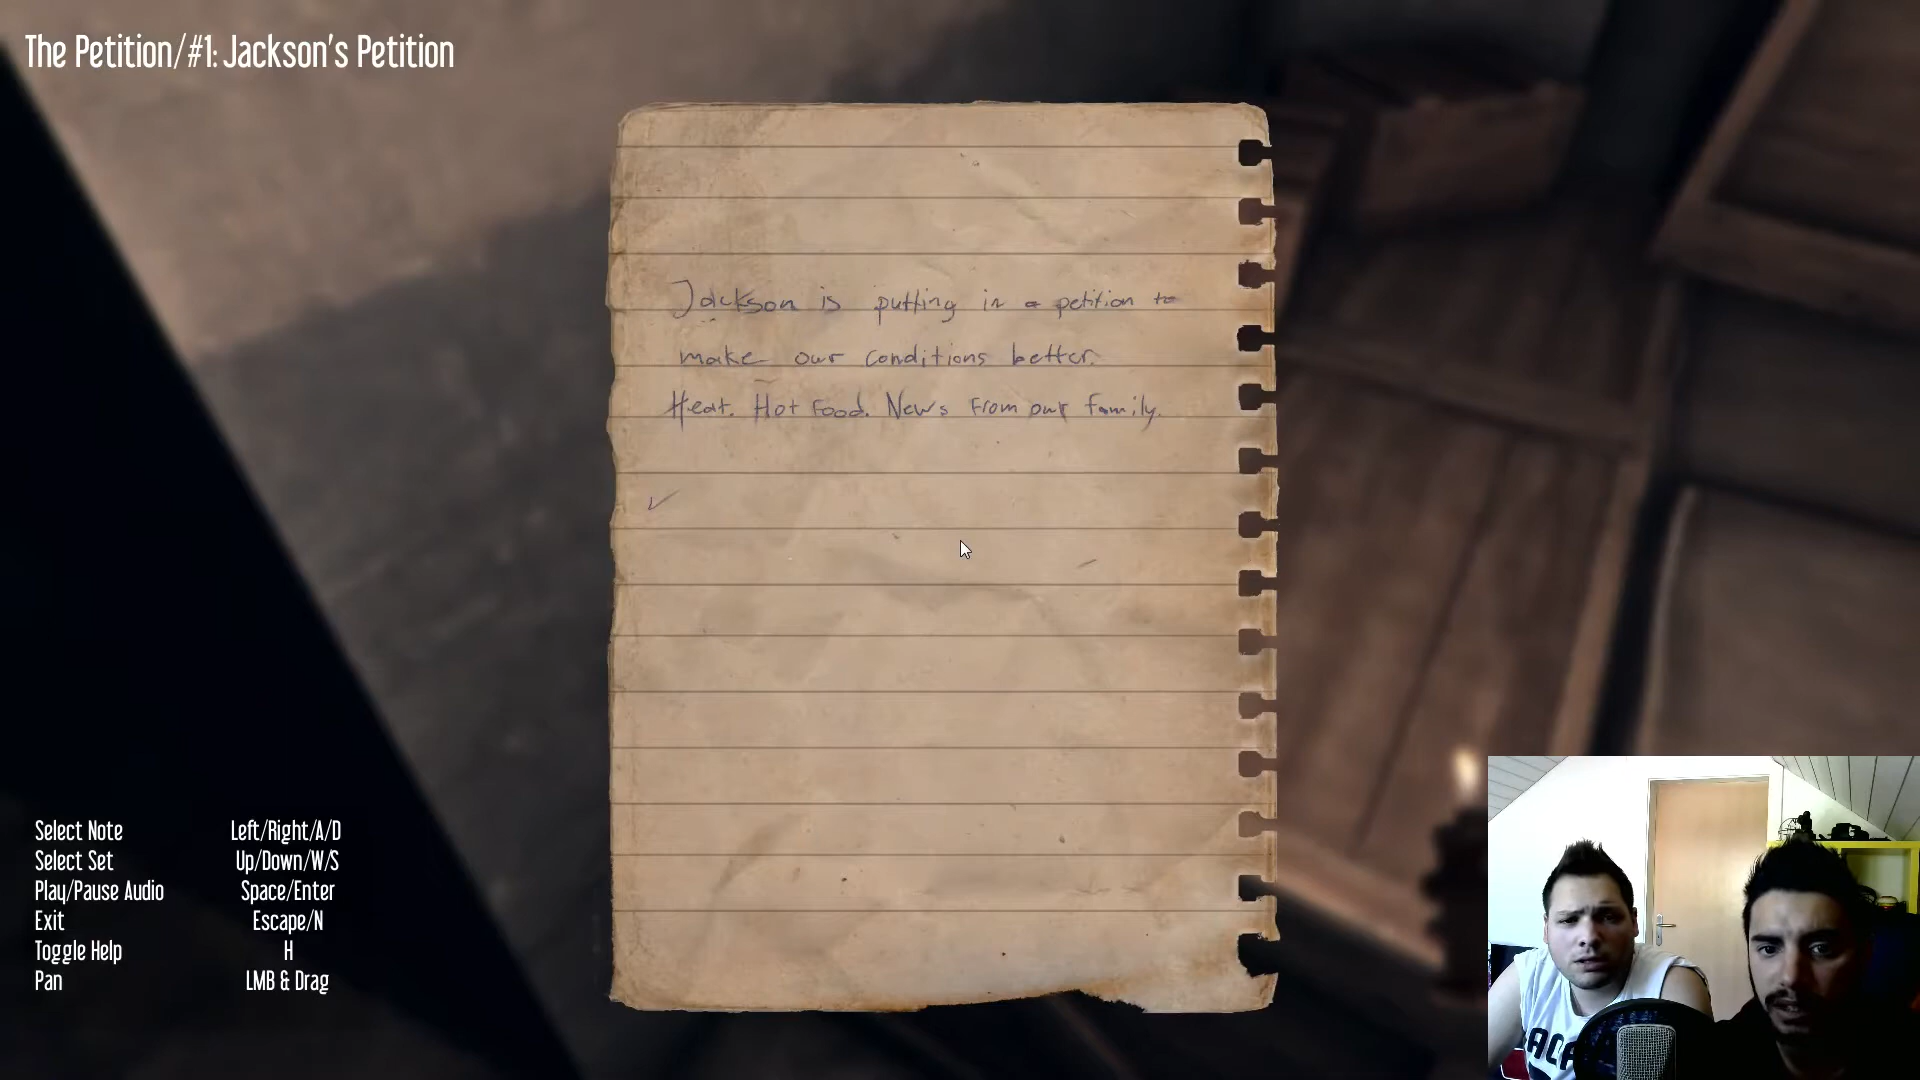 The Petition/#1: Jackson's Petition
Jackson is putting in a petition to
make our conditions better.
Heat. Hot Food. News From our family.
Select Note Left/Right/A/D
Select Set Up/Down/W/S
Play/Pause Audio Space/Enter
Exit Escape/N
Toggle Help H
Pan LMB & Drag